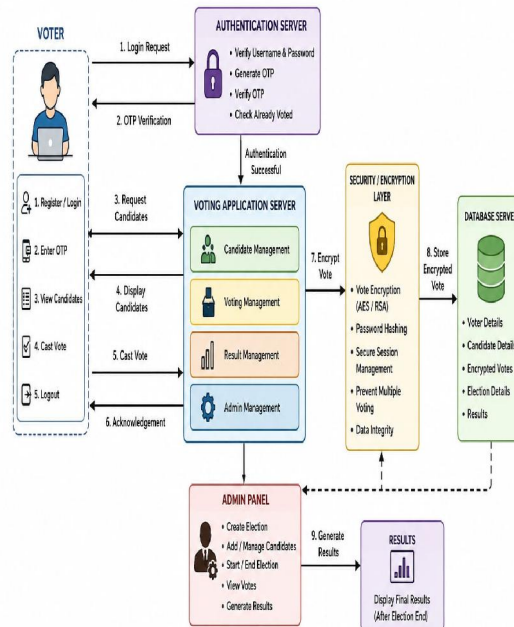 VOTER
1. Register / Login
2. Enter OTP
3. View Candidates
4. Cast Vote
5. Logout
1. Login Request
2. OTP Verification
AUTHENTICATION SERVER
• Verify Username & Password
• Generate OTP
• Verify OTP
• Check Already Voted
Authentication
Successful
3. Request
Candidates
4. Display
Candidates
5. Cast Vote
6. Acknowledgement
VOTING APPLICATION SERVER
Candidate Management
Voting Management
Result Management
Admin Management
7. Encrypt
Vote
SECURITY / ENCRYPTION
LAYER
• Vote Encryption
(AES / RSA)
• Password Hashing
• Secure Session
Management
• Prevent Multiple
Voting
• Data Integrity
8. Store
Encrypted
Vote
DATABASE SERVE
• Voter Details
• Candidate Detail
• Encrypted Votes
• Election Details
• Results
ADMIN PANEL
• Create Election
• Add / Manage Candidates
• Start / End Election
• View Votes
• Generate Results
9. Generate
Results
RESULTS
Display Final Results
(After Election End)